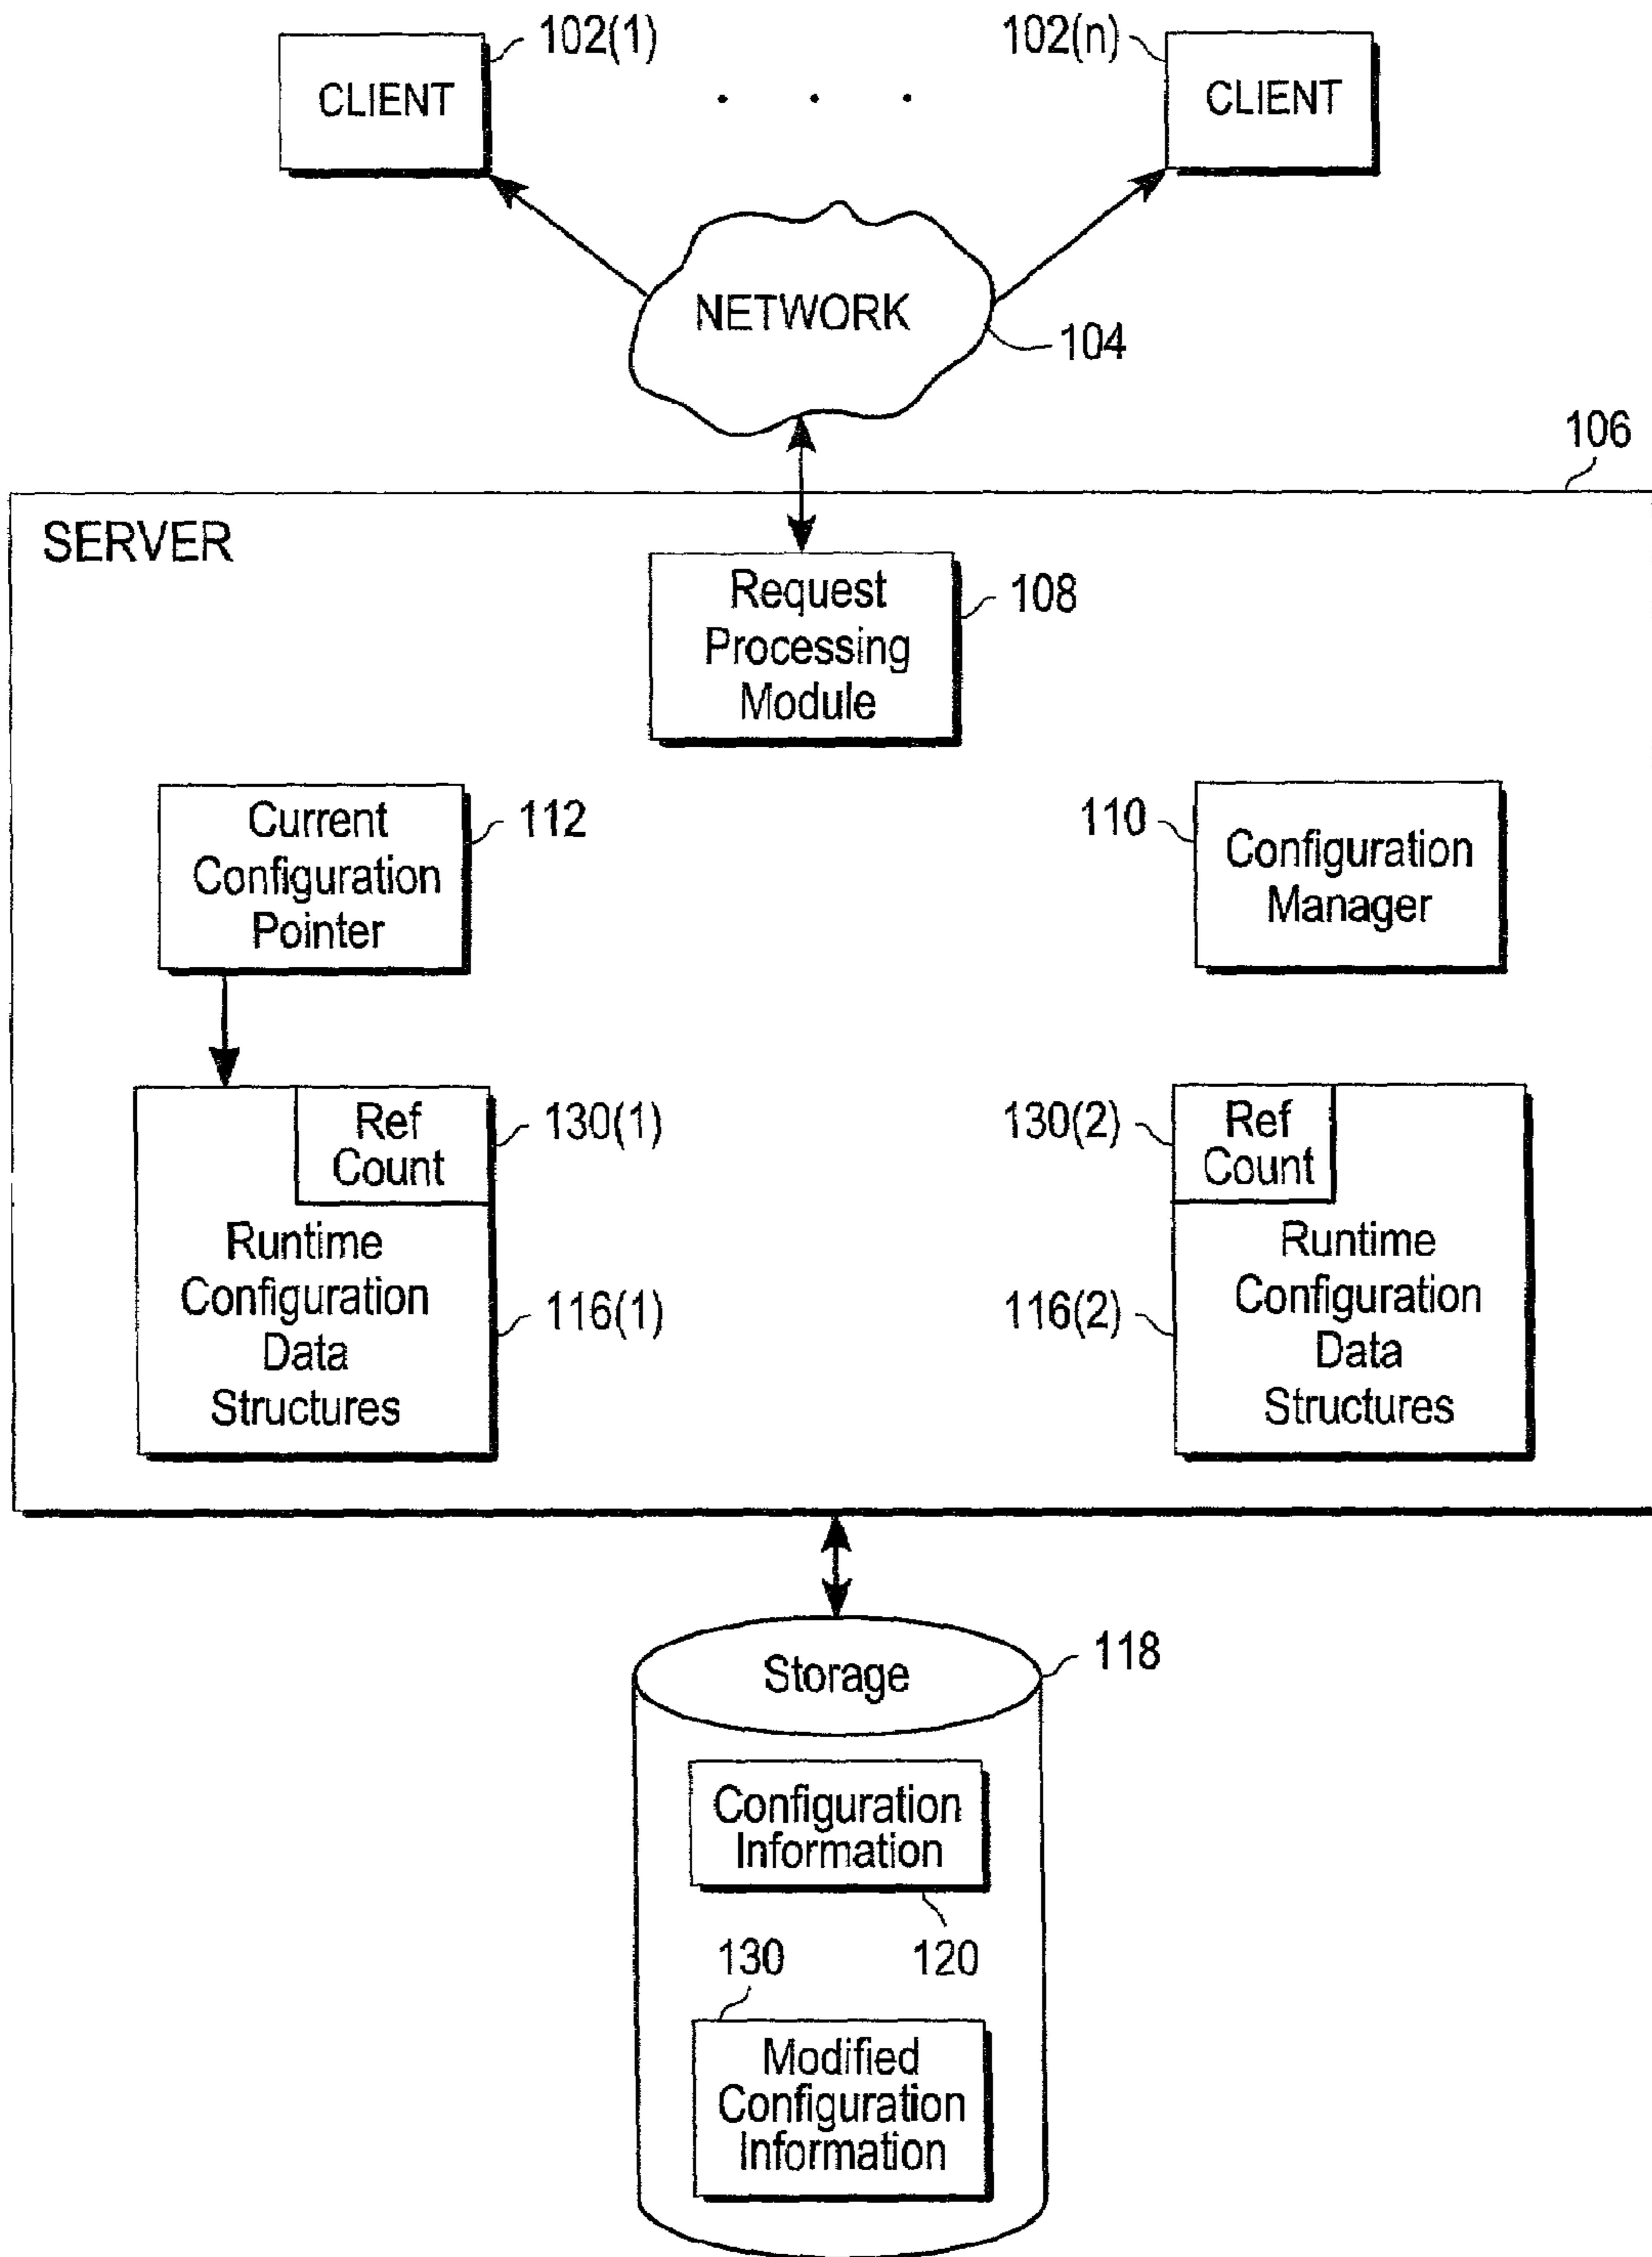 102(1)
102(n)
CLIENT
. . .
CLIENT
NETWORK
104
106
SERVER
Request
Processing
Module
108
Current
Configuration
Pointer
112
110
Configuration
Manager
Ref
Count
130(1)
Runtime
Configuration
Data
Structures
116(1)
130(2)
Ref
Count
116(2)
Runtime
Configuration
Data
Structures
Storage
118
Configuration
Information
120
130
Modified
Configuration
Information